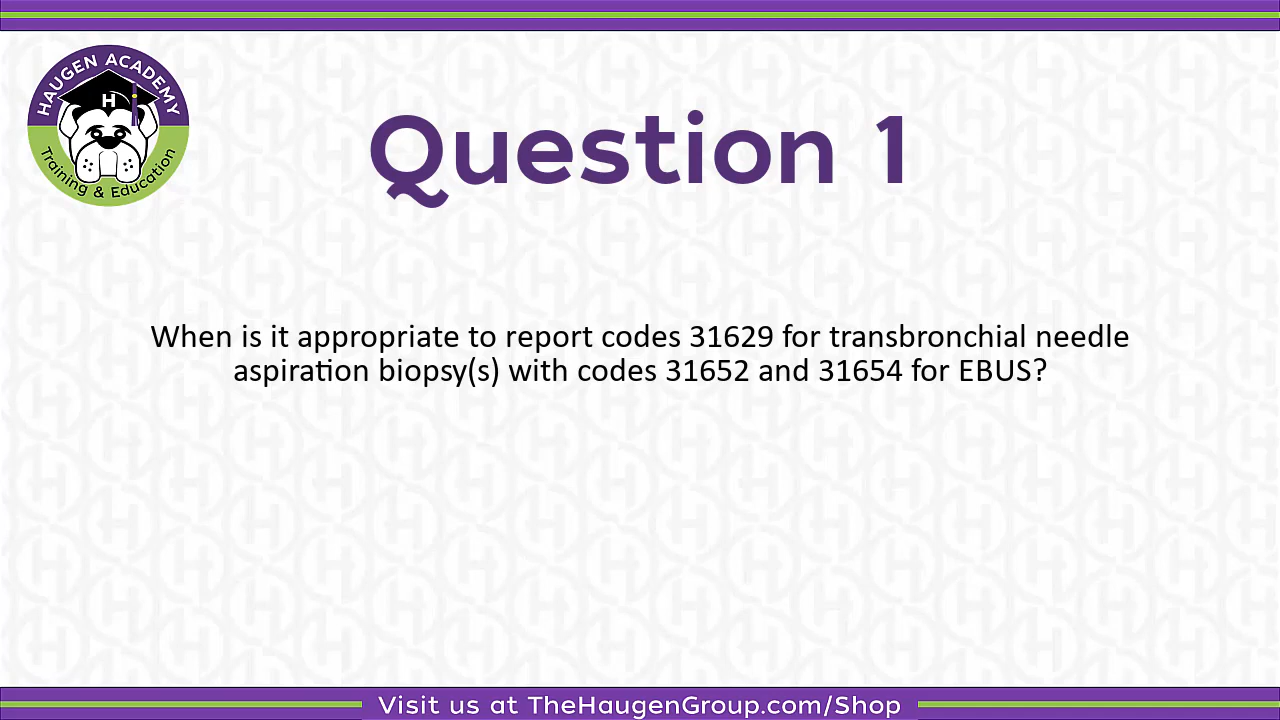 HAUGEN ACADEMY
H
Training & Education
Question 1
When is it appropriate to report codes 31629 for transbronchial needle
aspiration biopsy(s) with codes 31652 and 31654 for EBUS?
Visit us at TheHaugenGroup.com/Shop